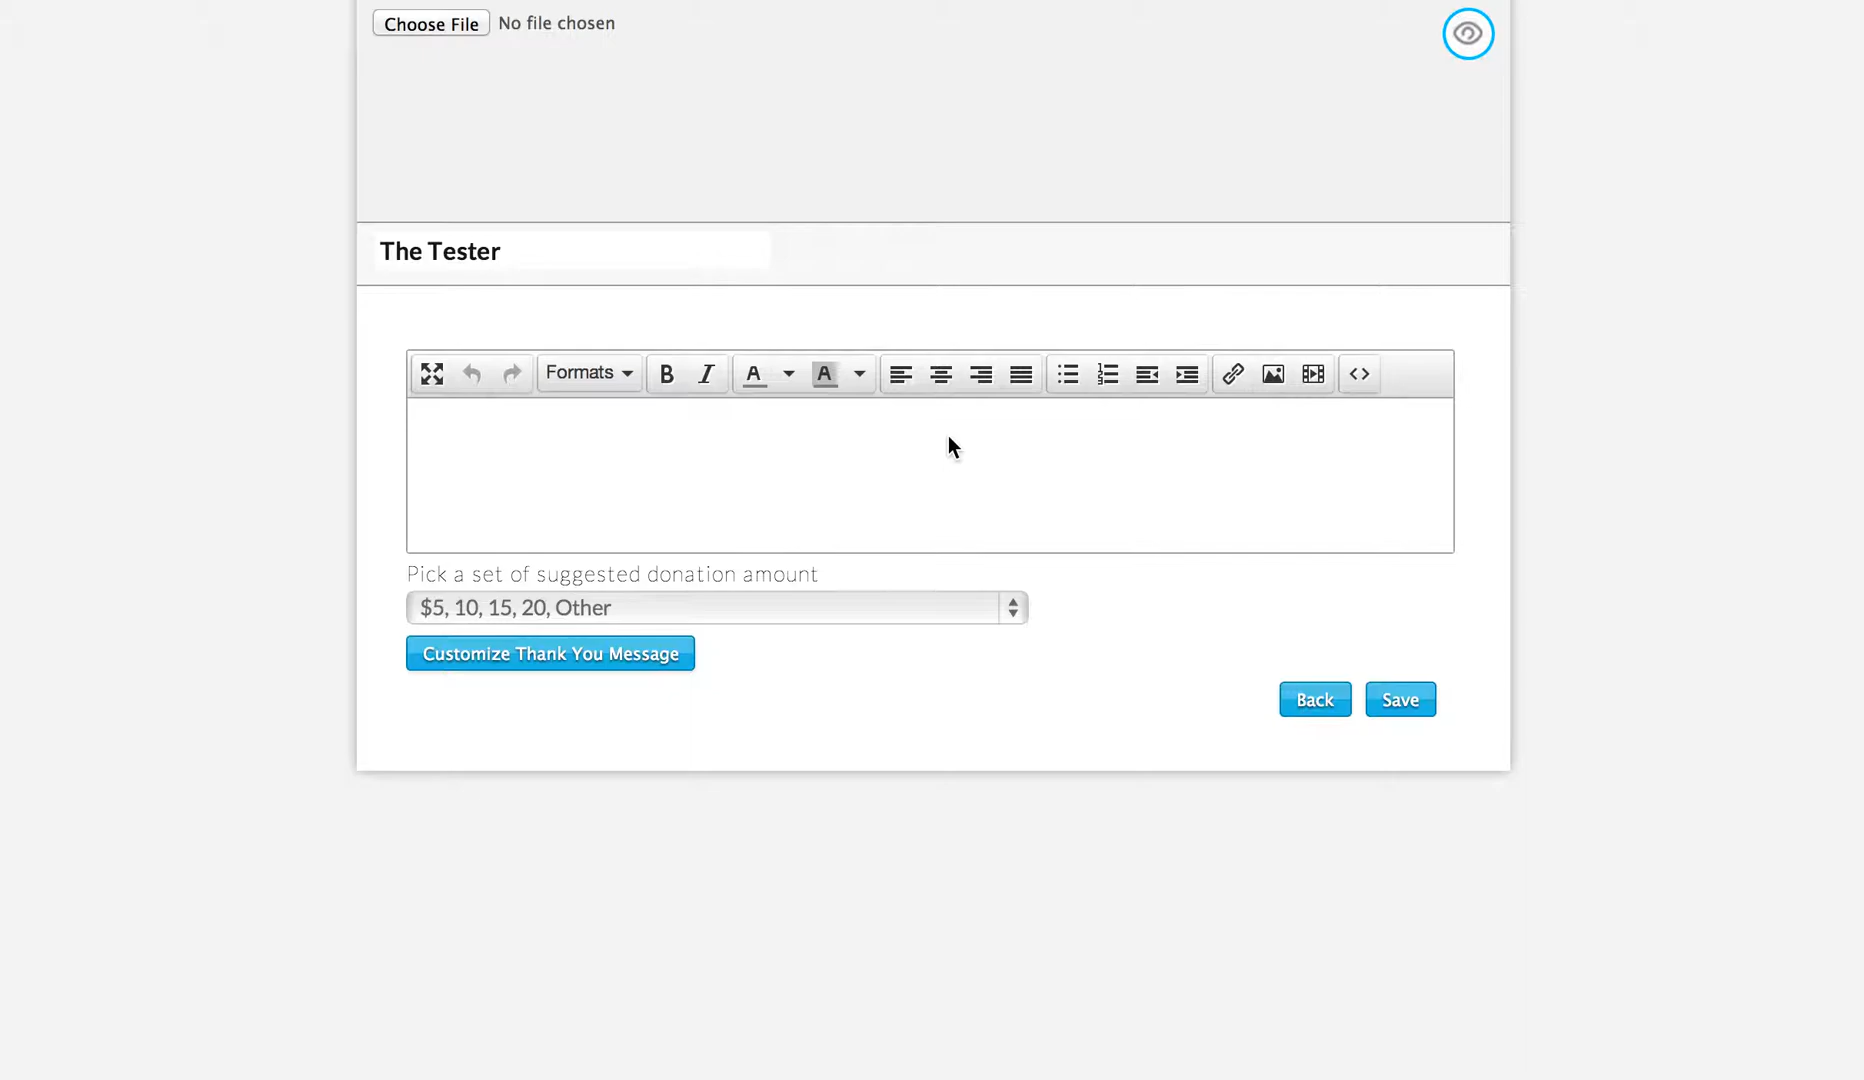 Choose File No file chosen
The Tester
Formats B I A A
Pick a set of suggested donation amount
$5, 10, 15, 20, Other
Customize Thank You Message
Back Save